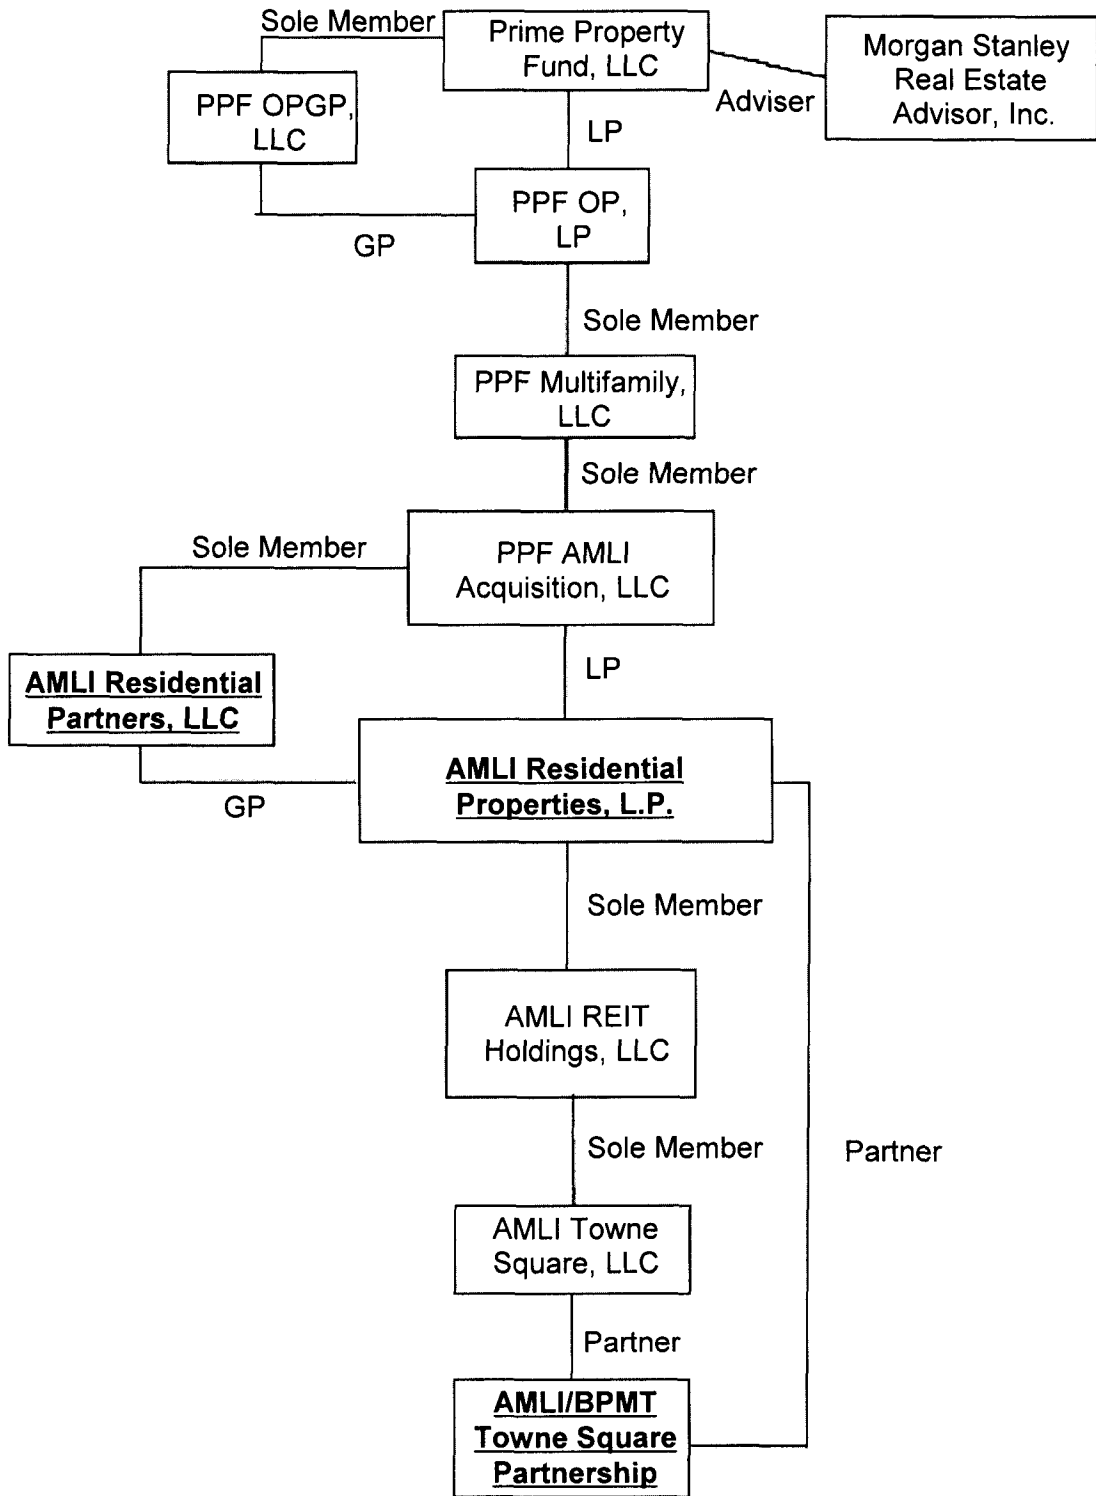 Sole Member
Prime Property
Fund, LLC
Morgan Stanley
Real Estate
Advisor, Inc.
Adviser
PPF OPGP,
LLC
LP
PPF OP,
LP
GP
Sole Member
PPF Multifamily,
LLC
Sole Member
PPF AMLI
Acquisition, LLC
Sole Member
LP
AMLI Residential
Partners, LLC
AMLI Residential
Properties, L.P.
GP
Sole Member
AMLI REIT
Holdings, LLC
Sole Member
Partner
AMLI Towne
Square, LLC
Partner
AMLI/BPMT
Towne Square
Partnership